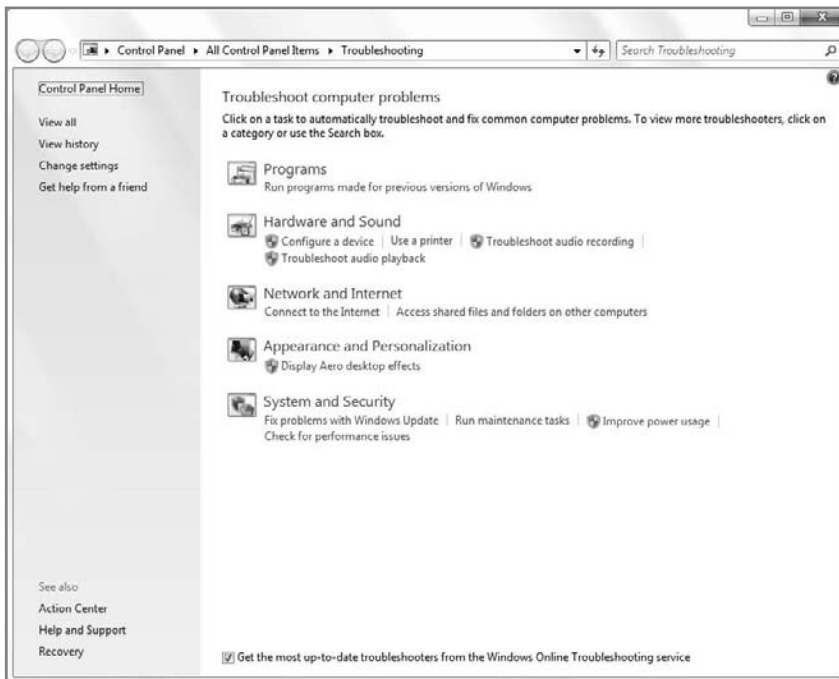 Control Panel ▸ All Control Panel Items ▸ Troubleshooting
Search Troubleshooting
Control Panel Home
View all
View history
Change settings
Get help from a friend
See also
Action Center
Help and Support
Recovery
Troubleshoot computer problems
Click on a task to automatically troubleshoot and fix common computer problems. To view more troubleshooters, click on
a category or use the Search box.
Programs
Run programs made for previous versions of Windows
Hardware and Sound
Configure a device | Use a printer | Troubleshoot audio recording |
Troubleshoot audio playback
Network and Internet
Connect to the Internet | Access shared files and folders on other computers
Appearance and Personalization
Display Aero desktop effects
System and Security
Fix problems with Windows Update | Run maintenance tasks | Improve power usage |
Check for performance issues
Get the most up-to-date troubleshooters from the Windows Online Troubleshooting service